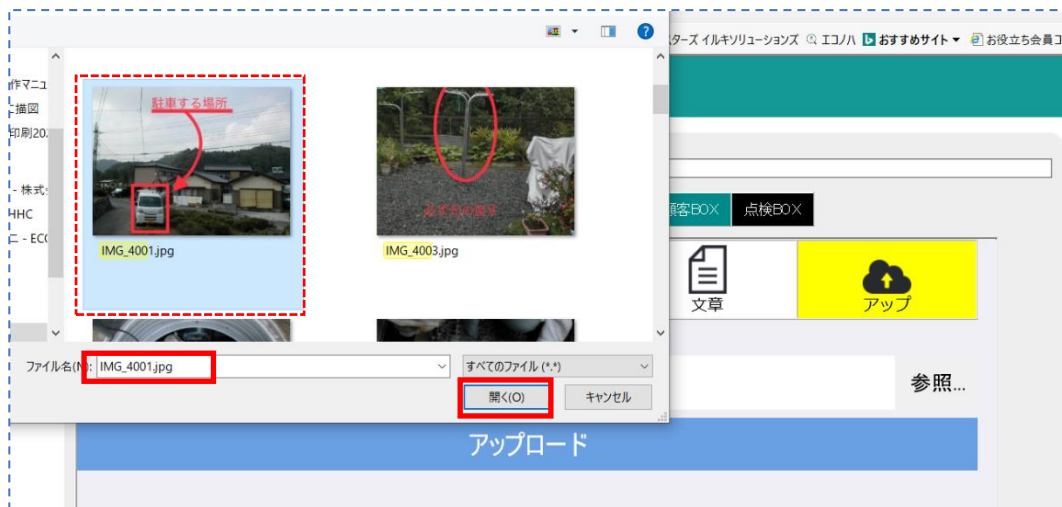 スターズ イルキソリューションズ エコノハ おすすめサイト お役立ち会員コ
作マニュ
描図
印刷20
- 株式
HHC
ニ - ECO
駐車する場所
IMG_4001.jpg
IMG_4003.jpg
顧客BOX 点検BOX
文章 アップ
ファイル名(N): IMG_4001.jpg すべてのファイル (*.*)
開く(O) キャンセル
参照...
アップロード